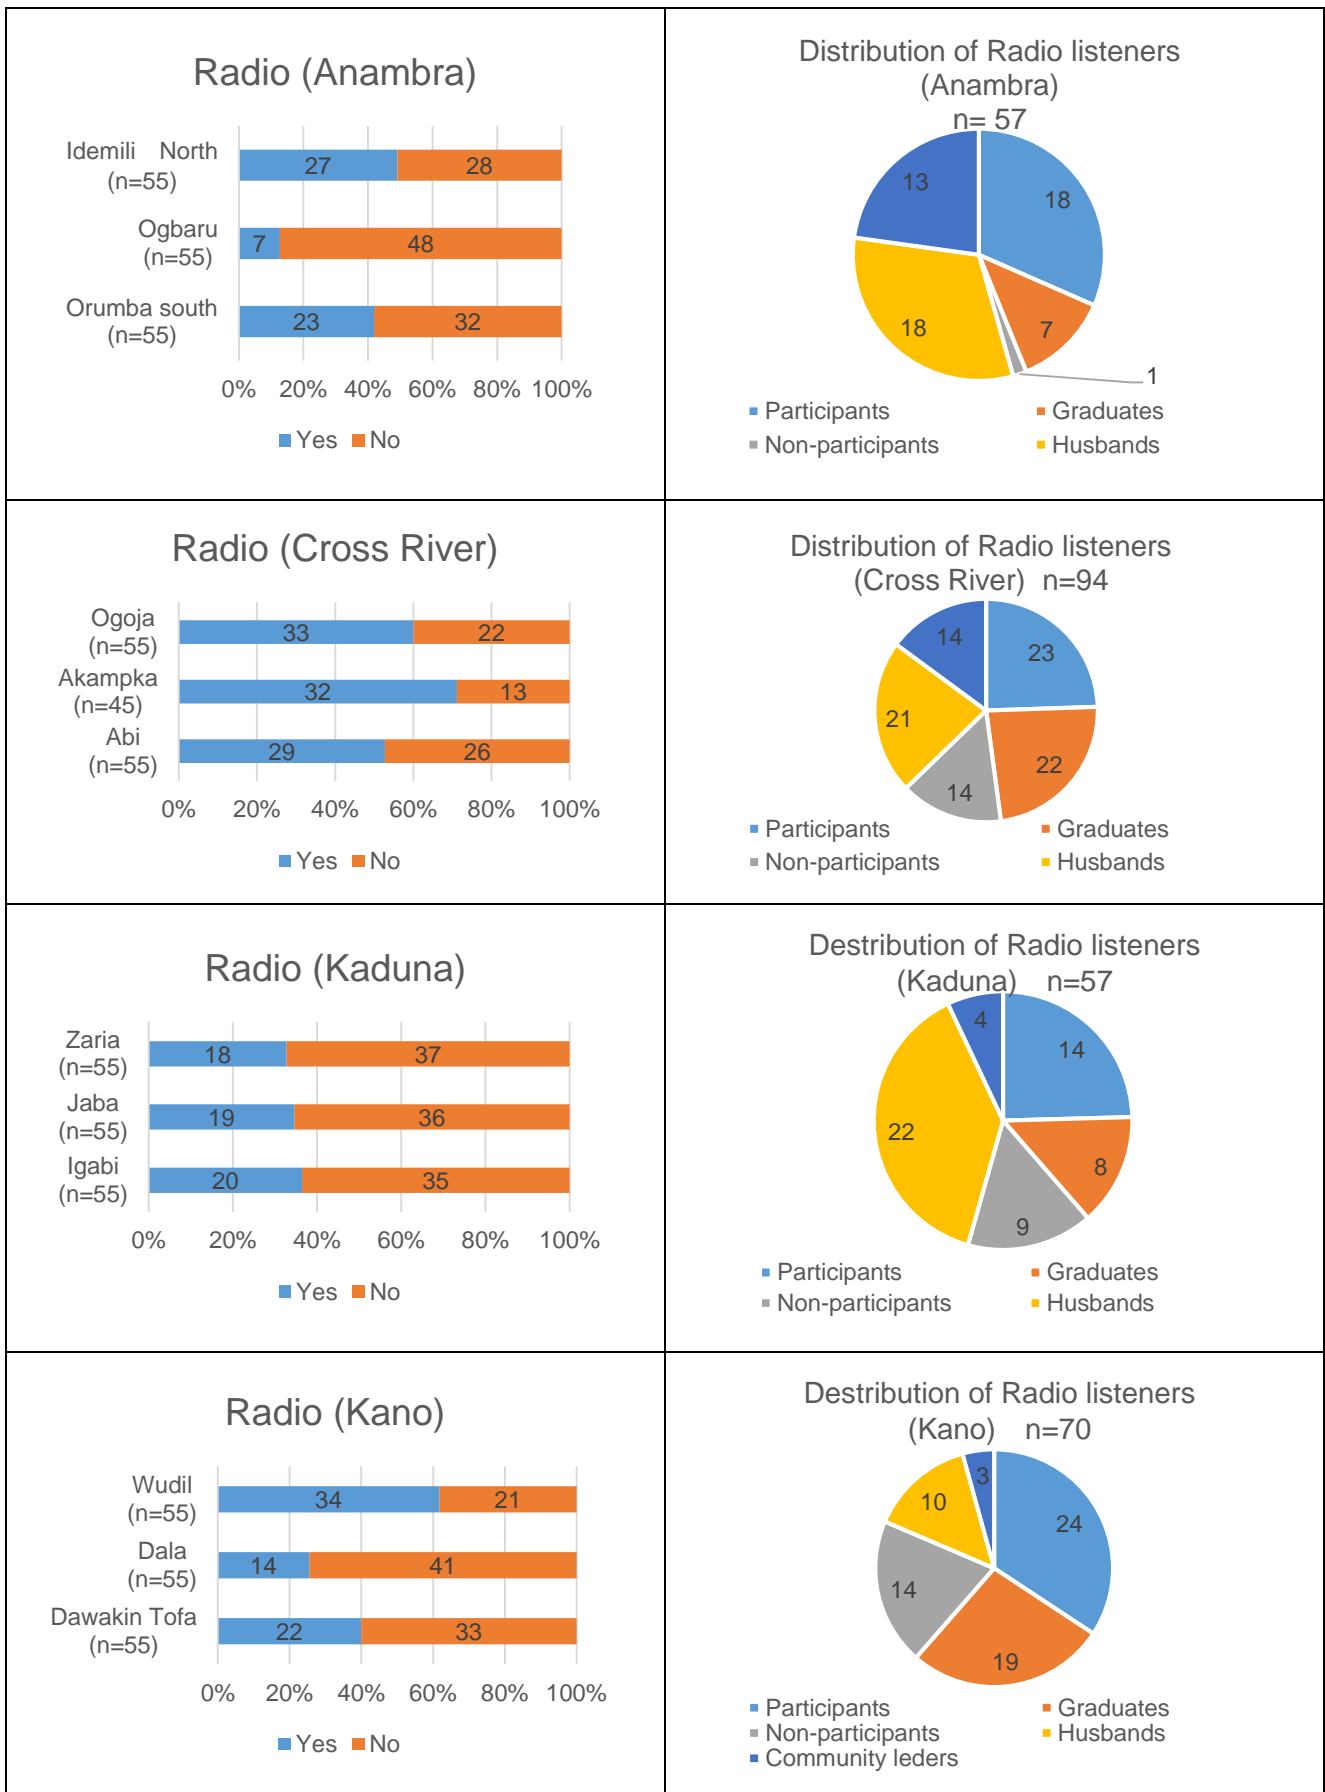 Radio (Anambra)
Idemili North
(n=55)
27
28
Ogbaru
(n=55)
7
48
Orumba south
(n=55)
23
32
0% 20% 40% 60% 80% 100%
Yes No
Distribution of Radio listeners
(Anambra)
n= 57
13
18
18
7
1
Participants Graduates
Non-participants Husbands
Radio (Cross River)
Ogoja
(n=55)
33
22
Akampka
(n=45)
32
13
Abi
(n=55)
29
26
0% 20% 40% 60% 80% 100%
Yes No
Distribution of Radio listeners
(Cross River) n=94
14
23
21
22
14
Participants Graduates
Non-participants Husbands
Radio (Kaduna)
Zaria
(n=55)
18
37
Jaba
(n=55)
19
36
Igabi
(n=55)
20
35
0% 20% 40% 60% 80% 100%
Yes No
Destribution of Radio listeners
(Kaduna) n=57
4
14
22
8
9
Participants Graduates
Non-participants Husbands
Radio (Kano)
Wudil
(n=55)
34
21
Dala
(n=55)
14
41
Dawakin Tofa
(n=55)
22
33
0% 20% 40% 60% 80% 100%
Yes No
Destribution of Radio listeners
(Kano) n=70
3
10
24
14
19
Participants Graduates
Non-participants Husbands
Community leders